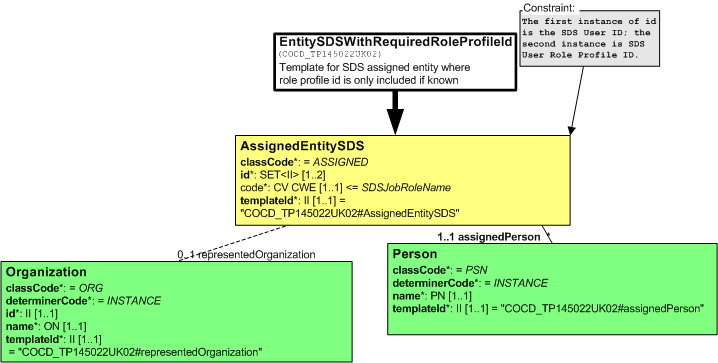 Constraint:
The first instance of id
is the SDS User ID; the
second instance is SDS
User Role Profile ID.
EntitySDSWithRequiredRoleProfileId
(COCD_TP145022UK02)
Template for SDS assigned entity where
role profile id is only included if known
AssignedEntitySDS
classCode*: = ASSIGNED
id*: SET<II> [1..2]
code*: CV CWE [1..1] <= SDSJobRoleName
templateId*: II [1..1] =
"COCD_TP145022UK02#AssignedEntitySDS"
0..1 representedOrganization
1..1 assignedPerson *
Organization
classCode*: = ORG
determinerCode*: = INSTANCE
id*: II [1..1]
name*: ON [1..1]
templateId*: II [1..1]
= "COCD_TP145022UK02#representedOrganization"
Person
classCode*: = PSN
determinerCode*: = INSTANCE
name*: PN [1..1]
templateId*: II [1..1] = "COCD_TP145022UK02#assignedPerson"